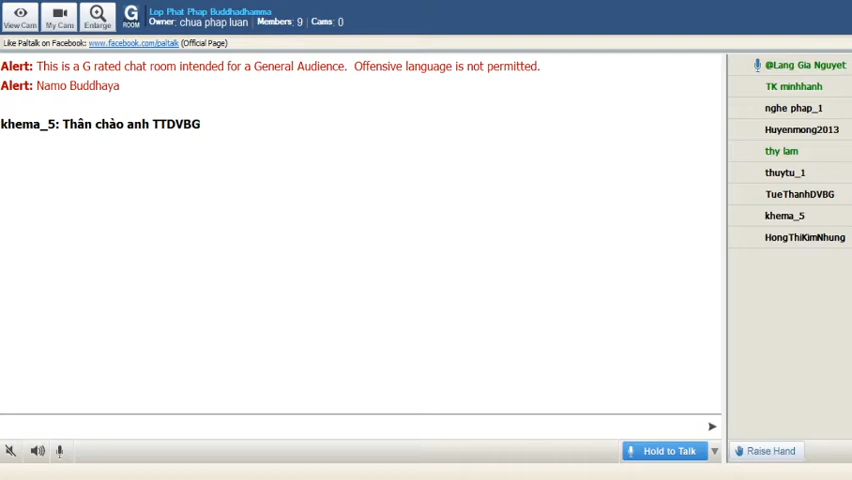 Lop Phat Phap Buddhadhamma
Owner: chua phap luan Members: 9 Cams: 0
View Cam
My Cam
Enlarge
G
ROOM
Like Paltalk on Facebook: www.facebook.com/paltalk (Official Page)
Alert: This is a G rated chat room intended for a General Audience. Offensive language is not permitted.
Alert: Namo Buddhaya
khema_5: Thân chào anh TTDVBG
@Lang Gia Nguyet
TK minhhanh
nghe phap_1
Huyenmong2013
thy lam
thuytu_1
TueThanhDVBG
khema_5
HongThiKimNhung
Hold to Talk
Raise Hand